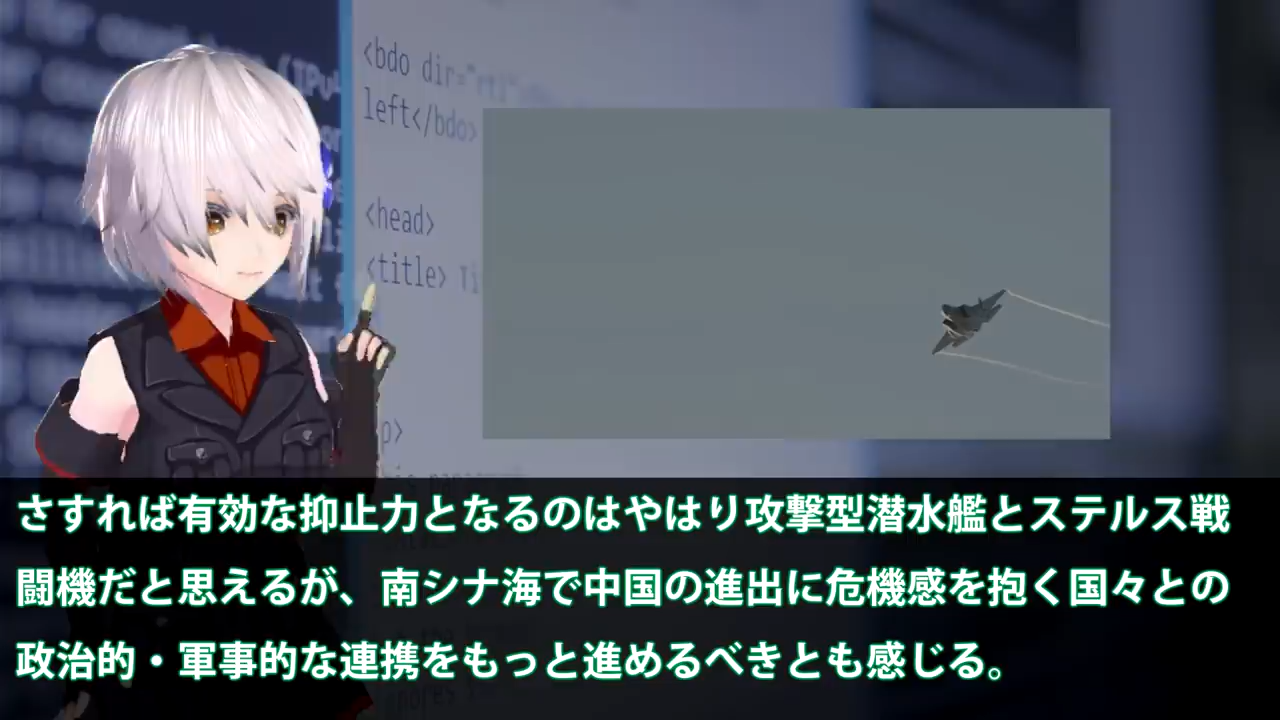 <bdo dir="rtl"
left</bdo>
<head>
<title> Ti
p>
さすれば有効な抑止力となるのはやはり攻撃型潜水艦とステルス戦
闘機だと思えるが、南シナ海で中国の進出に危機感を抱く国々との
政治的・軍事的な連携をもっと進めるべきとも感じる。